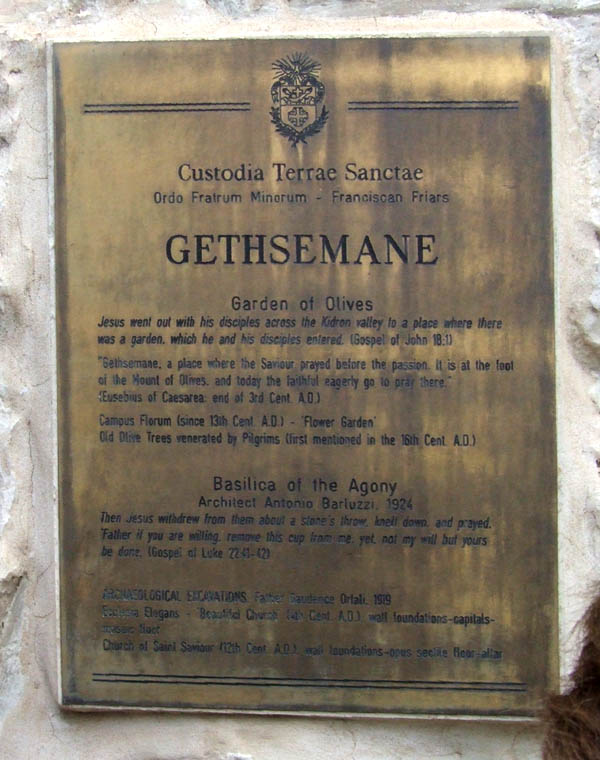 Custodia Terrae Sanctae
Ordo Fratrum Minorum - Franciscan Friars
GETHSEMANE
Garden of Olives
Jesus went out with his disciples across the Kidron valley to a place where there
was a garden, which he and his disciples entered. (Gospel of John 18:1)
"Gethsemane, a place where the Saviour prayed before the passion. It is at the foot
of the Mount of Olives, and today the faithful eagerly go to pray there."
(Eusebius of Caesarea: end of 3rd Cent. A.D.)
Campus Florum (since 13th Cent. A.D.) - 'Flower Garden'
Old Olive Trees venerated by Pilgrims (first mentioned in the 16th Cent. A.D.)
Basilica of the Agony
Architect Antonio Barluzzi, 1924
Then Jesus withdrew from them about a stone's throw, knelt down, and prayed,
'Father if you are willing, remove this cup from me, yet, not my will but yours
be done. (Gospel of Luke 22:41-42)
ARCHAEOLOGICAL EXCAVATIONS, Father Gaudence Orfali, 1919
Ecclesia Elegans - 'Beautiful Church' (4th Cent. A.D.), wall foundations-capitals-
mosaic floor
Church of Saint Saviour (12th Cent. A.D.), wall foundations-opus sectile floor-altar